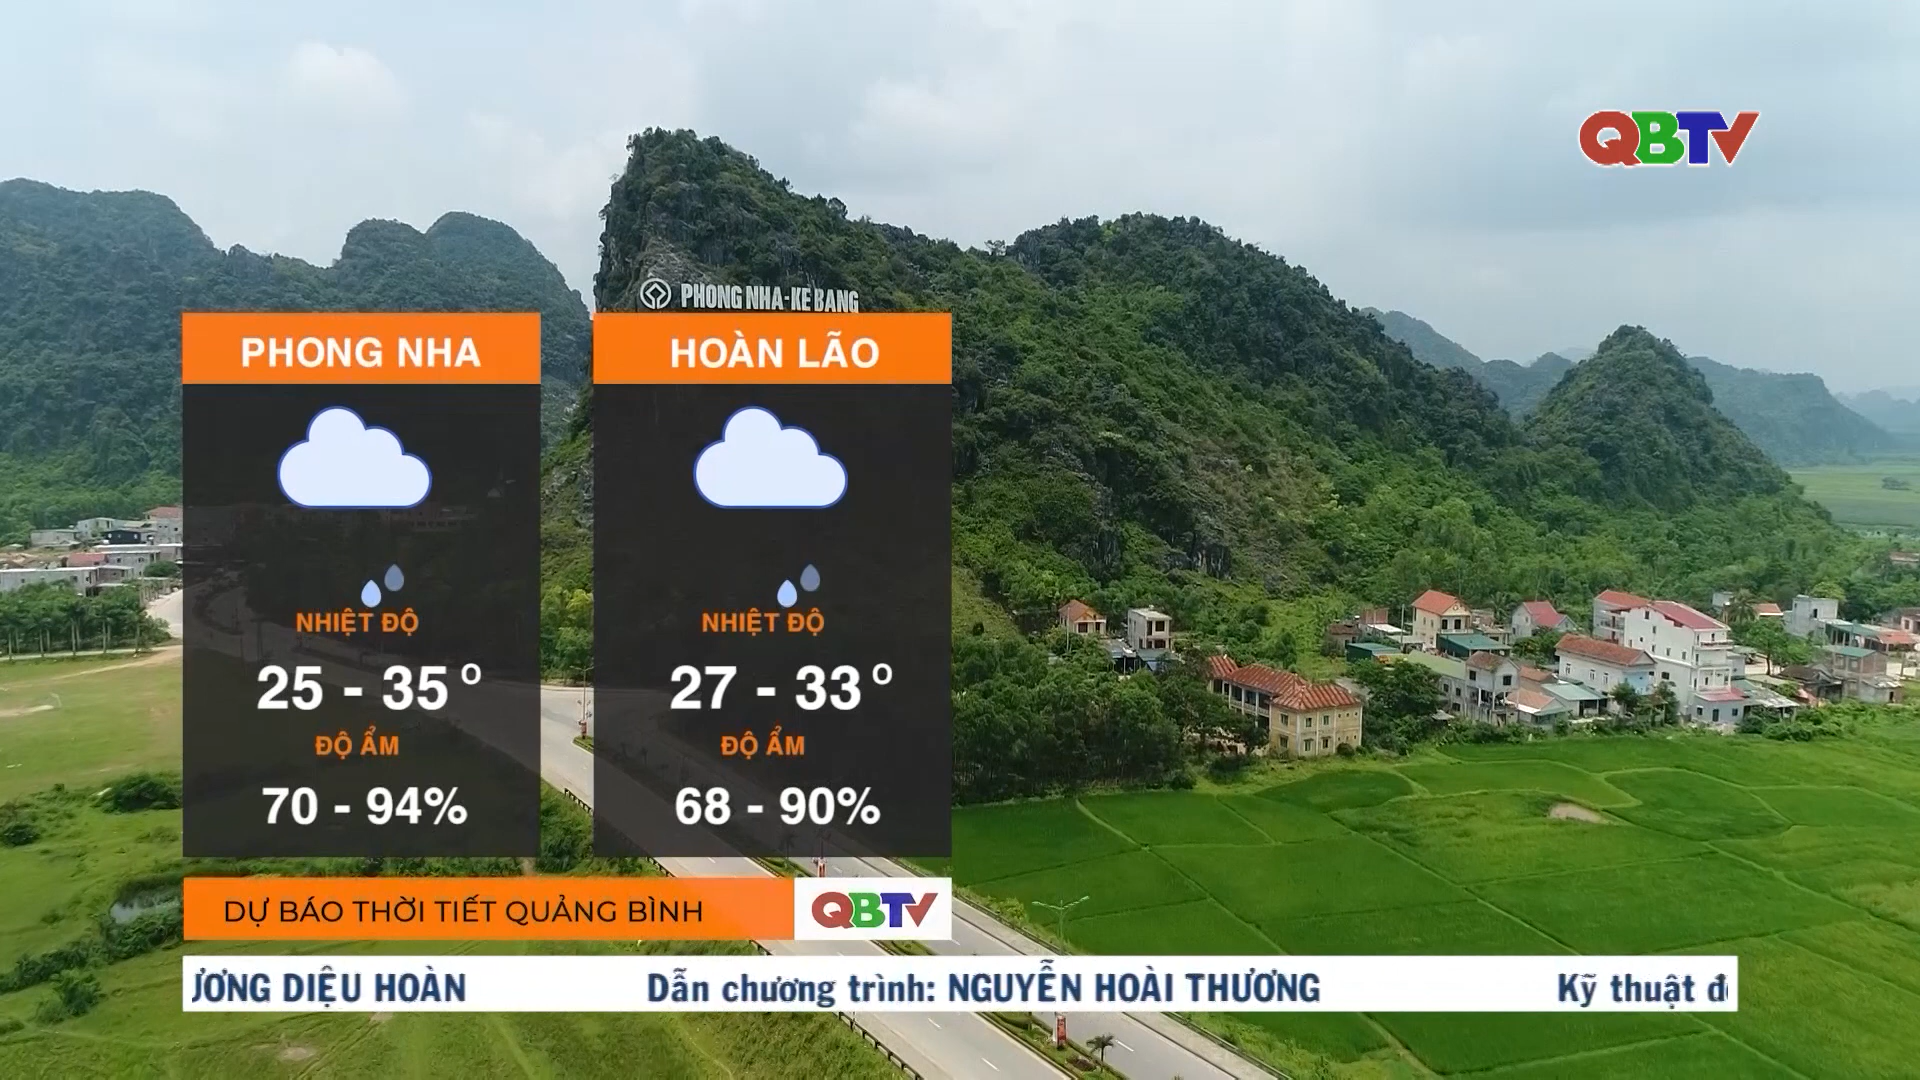 QBTV
PHONG NHA-KE BANG
PHONG NHA
HOÀN LÃO
NHIỆT ĐỘ
NHIỆT ĐỘ
25 - 35°
27 - 33°
ĐỘ ẨM
ĐỘ ẨM
70 - 94%
68 - 90%
DỰ BÁO THỜI TIẾT QUẢNG BÌNH
QBTV
ƯƠNG DIỆU HOÀN Dẫn chương trình: NGUYỄN HOÀI THƯƠNG Kỹ thuật